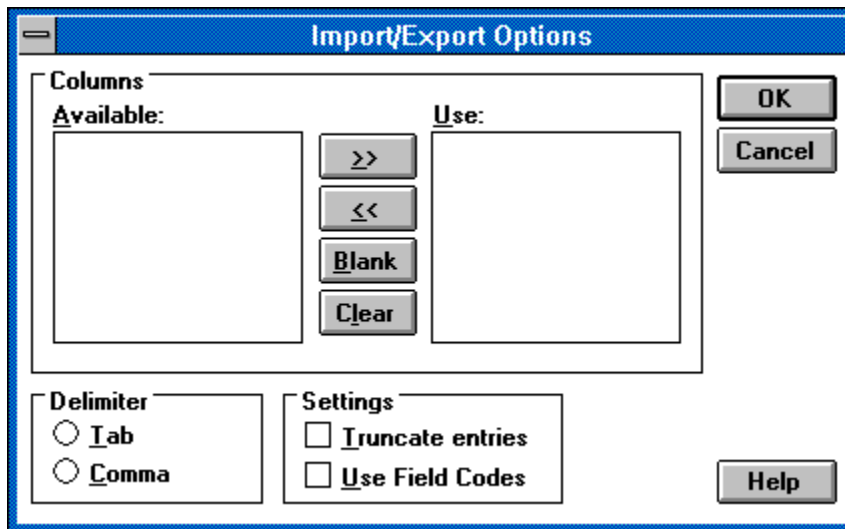 Import/Export Options
Columns
Available:
Use:
>>
<<
Blank
Clear
OK
Cancel
Delimiter
Tab
Comma
Settings
Truncate entries
Use Field Codes
Help